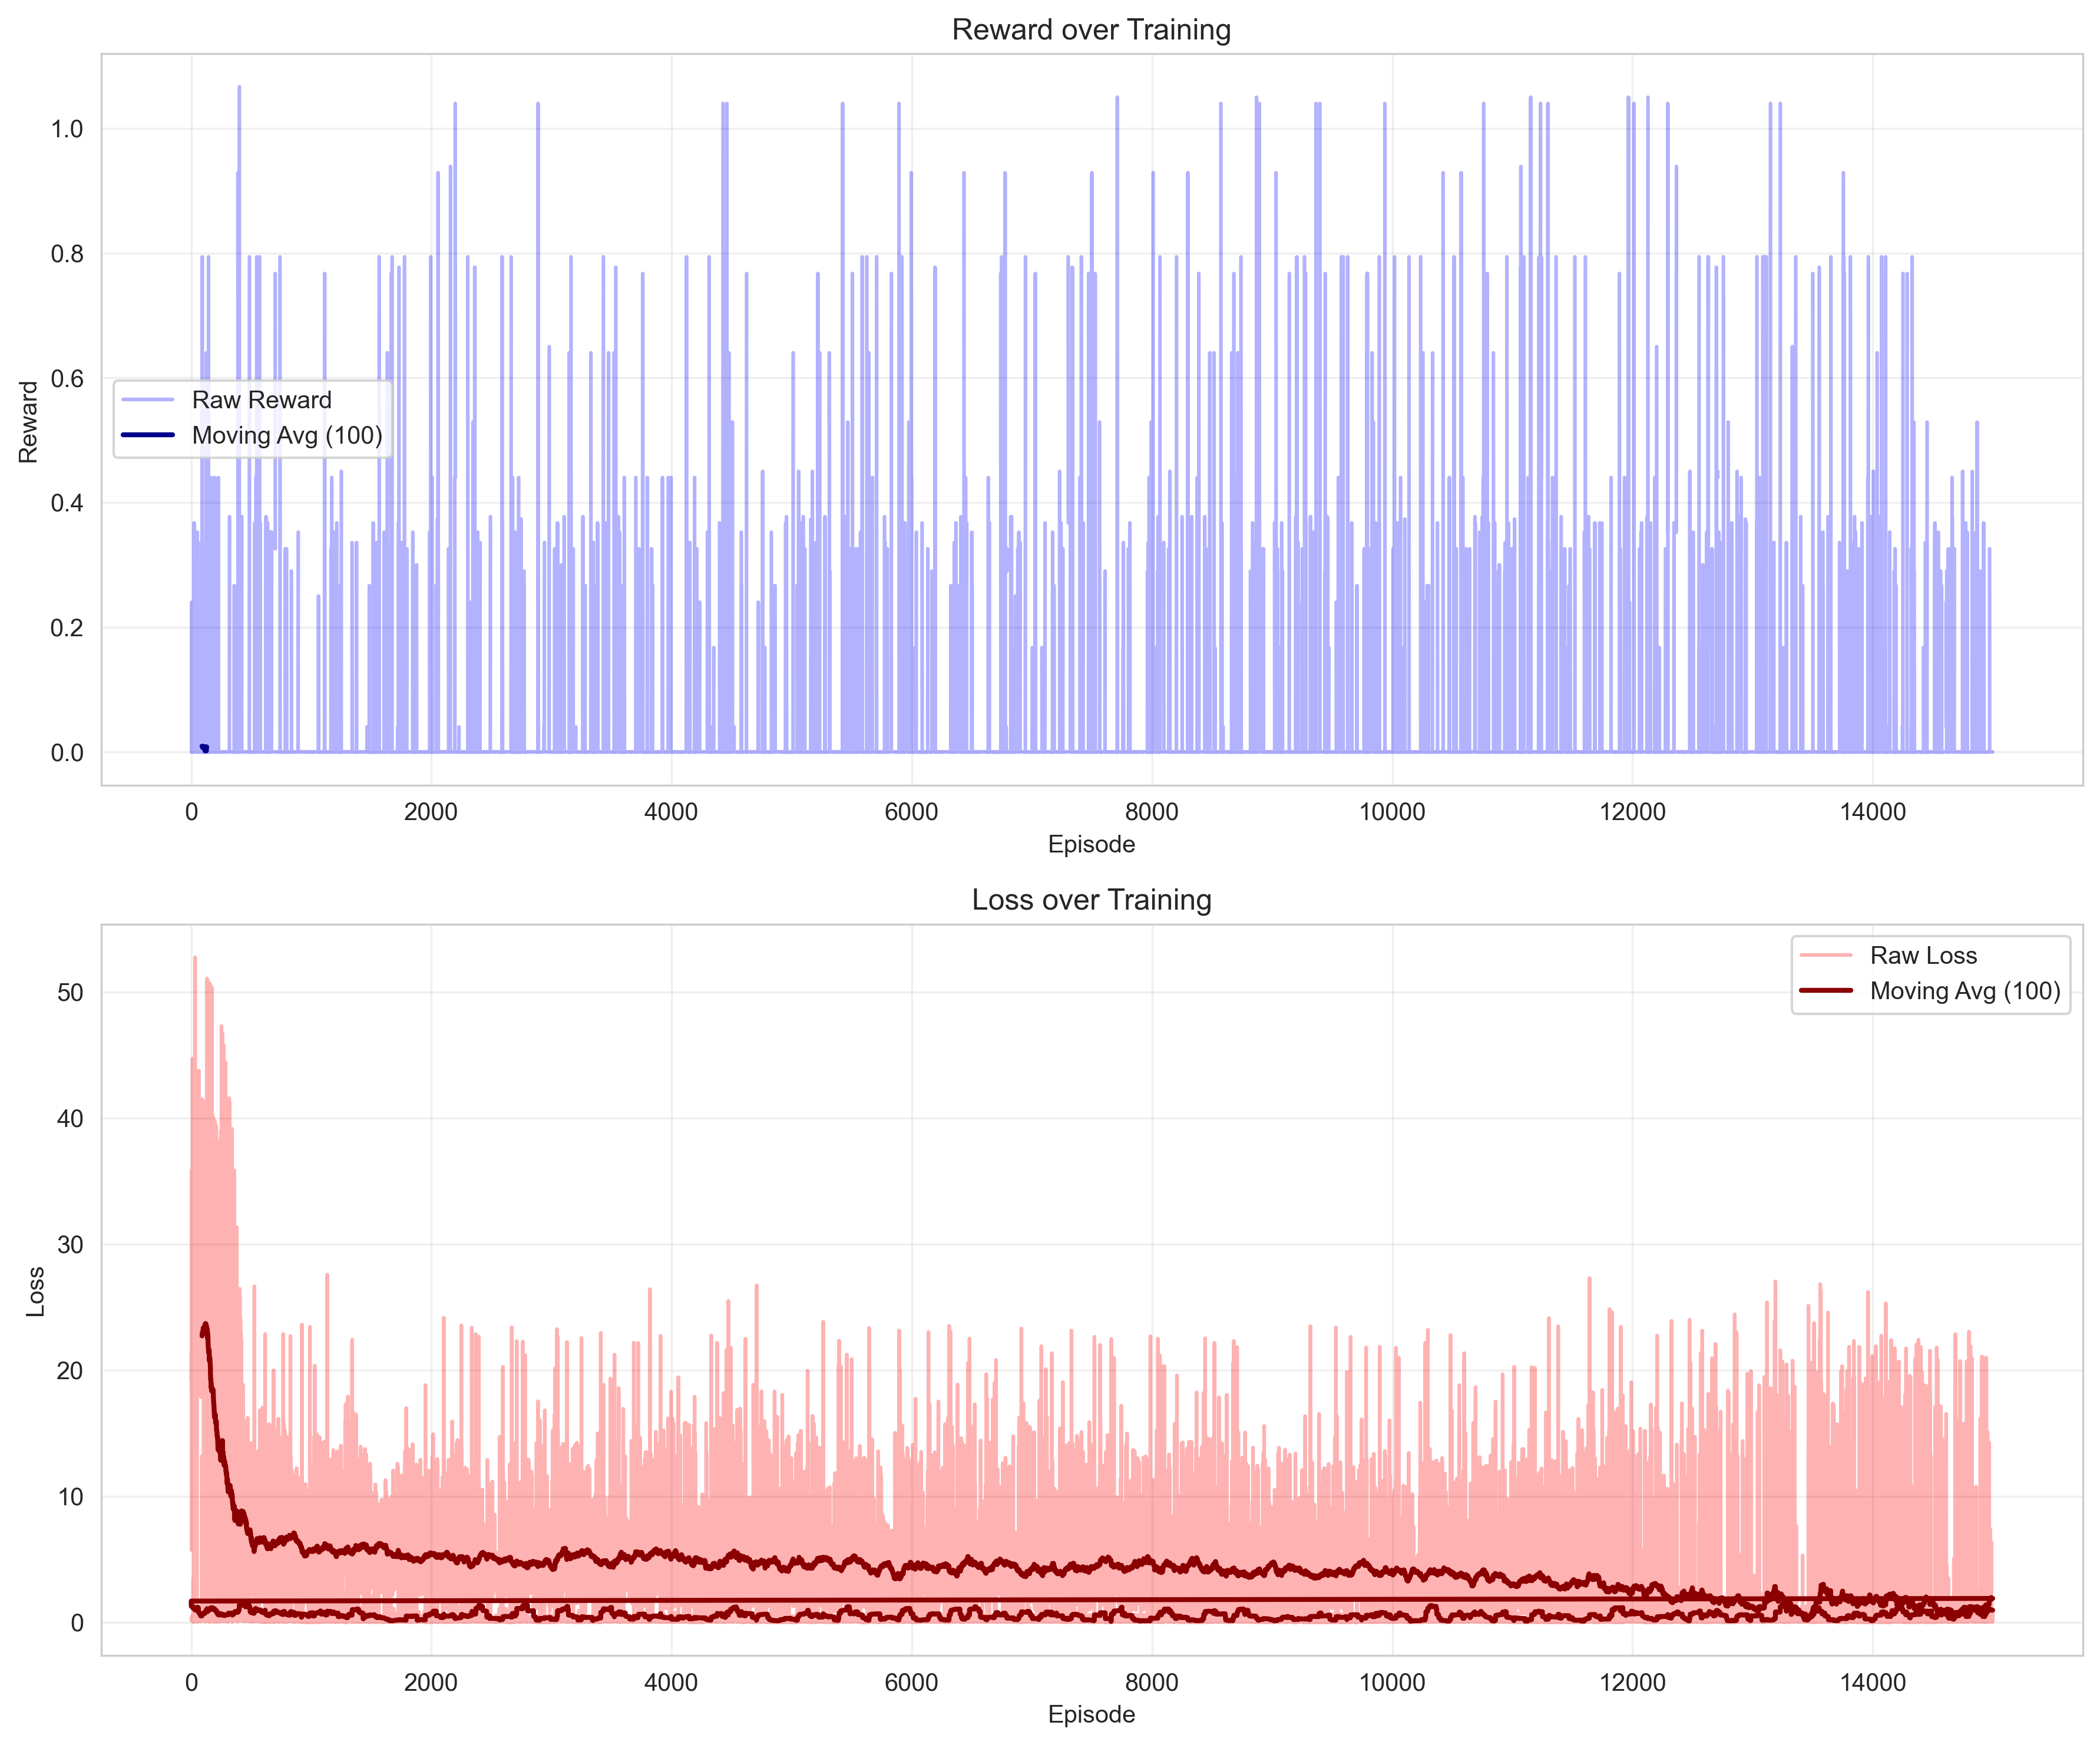 Reward over Training
1.0
0.8
0.6
0.4
0.2
0.0
Reward
Raw Reward
Moving Avg (100)
0 2000 4000 6000 8000 10000 12000 14000
Episode
Loss over Training
50
40
30
20
10
0
Loss
Raw Loss
Moving Avg (100)
0 2000 4000 6000 8000 10000 12000 14000
Episode